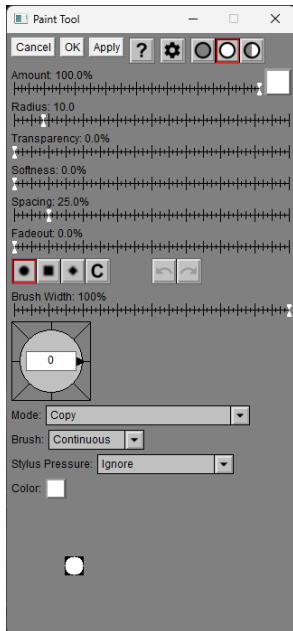 Paint Tool
Cancel OK Apply ?
Amount: 100.0%
Radius: 10.0
Transparency: 0.0%
Softness: 0.0%
Spacing: 25.0%
Fadeout: 0.0%
C
Brush Width: 100%
0
Mode: Copy
Brush: Continuous
Stylus Pressure: Ignore
Color: